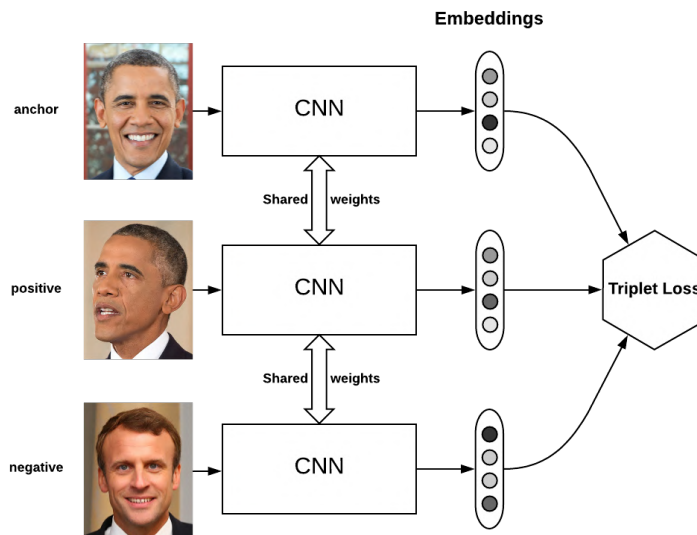 Embeddings
anchor
CNN
Shared weights
positive
CNN
Triplet Loss
Shared weights
negative
CNN